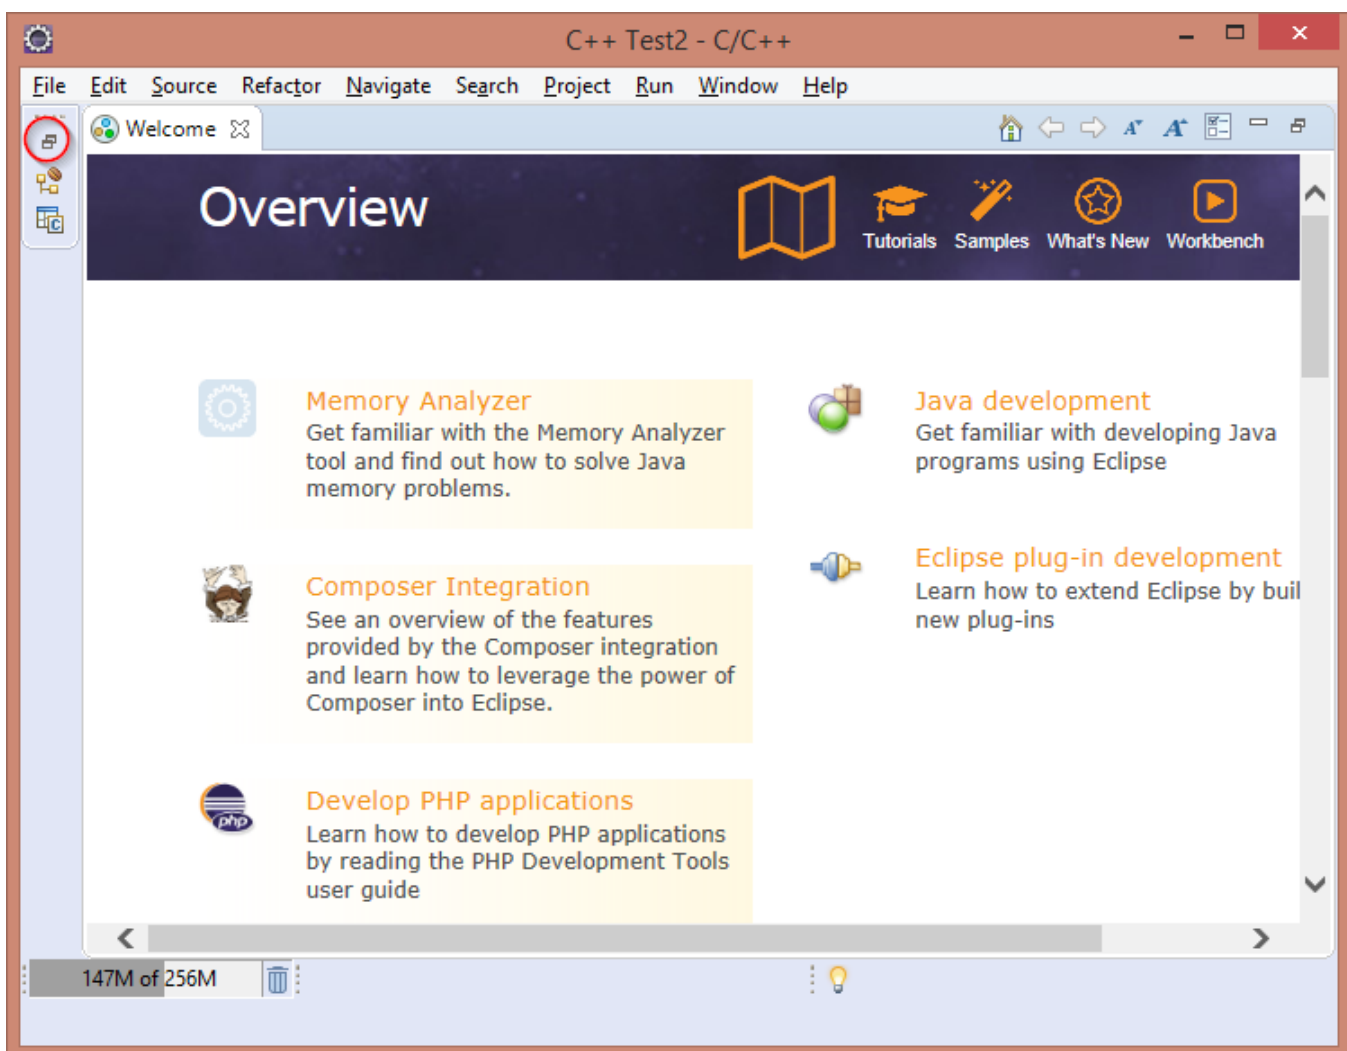 C++ Test2 - C/C++
File Edit Source Refactor Navigate Search Project Run Window Help
Welcome
Overview
Tutorials Samples What's New Workbench
Memory Analyzer
Get familiar with the Memory Analyzer
tool and find out how to solve Java
memory problems.
Java development
Get familiar with developing Java
programs using Eclipse
Composer Integration
See an overview of the features
provided by the Composer integration
and learn how to leverage the power of
Composer into Eclipse.
Eclipse plug-in development
Learn how to extend Eclipse by buil
new plug-ins
Develop PHP applications
Learn how to develop PHP applications
by reading the PHP Development Tools
user guide
php
147M of 256M